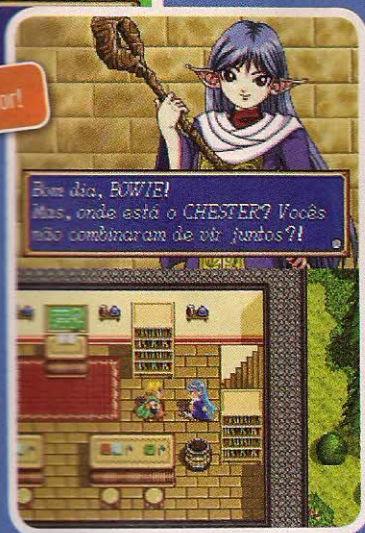 or!
Bom dia, BOWIE!
Mas, onde está o CHESTER? Vocês
não combinaram de vir juntos?!